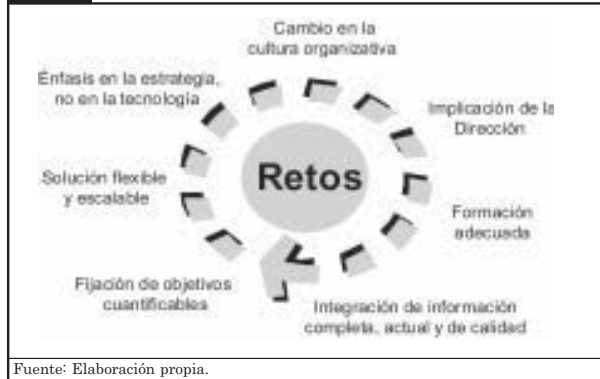 Cambio en la
cultura organizativa
Énfasis en la estrategia,
no en la tecnología
Implicación de la
Dirección
Retos
Solución flexible
y escalable
Formación
adecuada
Fijación de objetivos
cuantificables
Integración de información
completa, actual y de calidad
Fuente: Elaboración propia.